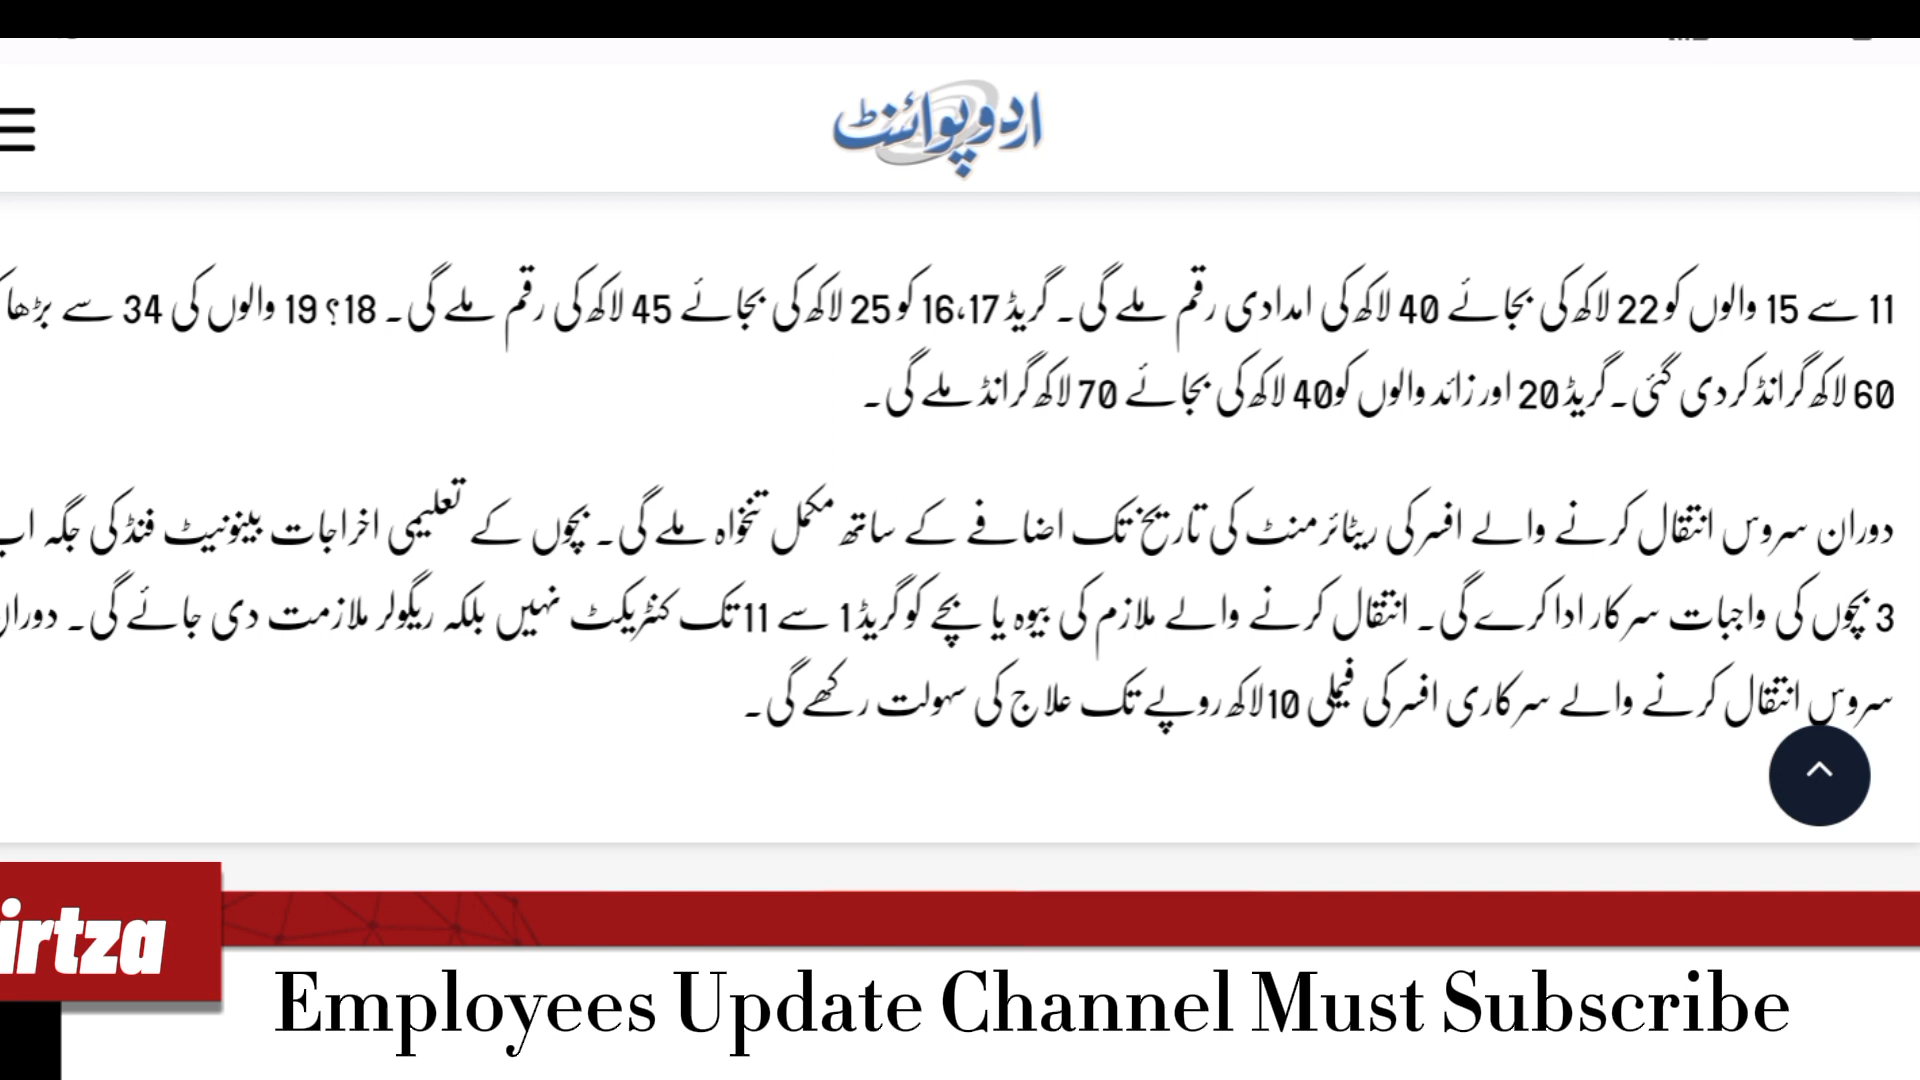 اردوپوائنٹ
11 سے 15 والوں کو 22 لاکھ کی بجائے 40 لاکھ کی امدادی رقم ملے گی۔ گریڈ 16،17 کو 25 لاکھ کی بجائے 45 لاکھ کی رقم ملے گی۔ 18؟ 19 والوں کی 34 سے بڑھا
60 لاکھ گرانڈ کردی گئی۔ گریڈ 20 اور زائد والوں کو 40 لاکھ کی بجائے 70 لاکھ گرانڈ ملے گی۔
دوران سروس انتقال کرنے والے افسر کی ریٹائرمنٹ کی تاریخ تک اضافے کے ساتھ مکمل تنخواہ ملے گی۔ بچوں کے تعلیمی اخراجات بینونیٹ فنڈ کی جگہ اب
3 بچوں کی واجبات سرکار ادا کرے گی۔ انتقال کرنے والے ملازم کی بیوہ یا بچے کو گریڈ 1 سے 11 تک کنٹریکٹ نہیں بلکہ ریگولر ملازمت دی جائے گی۔ دوران
سروس انتقال کرنے والے سرکاری افسر کی فیملی 10 لاکھ روپے تک علاج کی سہولت رکھے گی۔
irtza
Employees Update Channel Must Subscribe